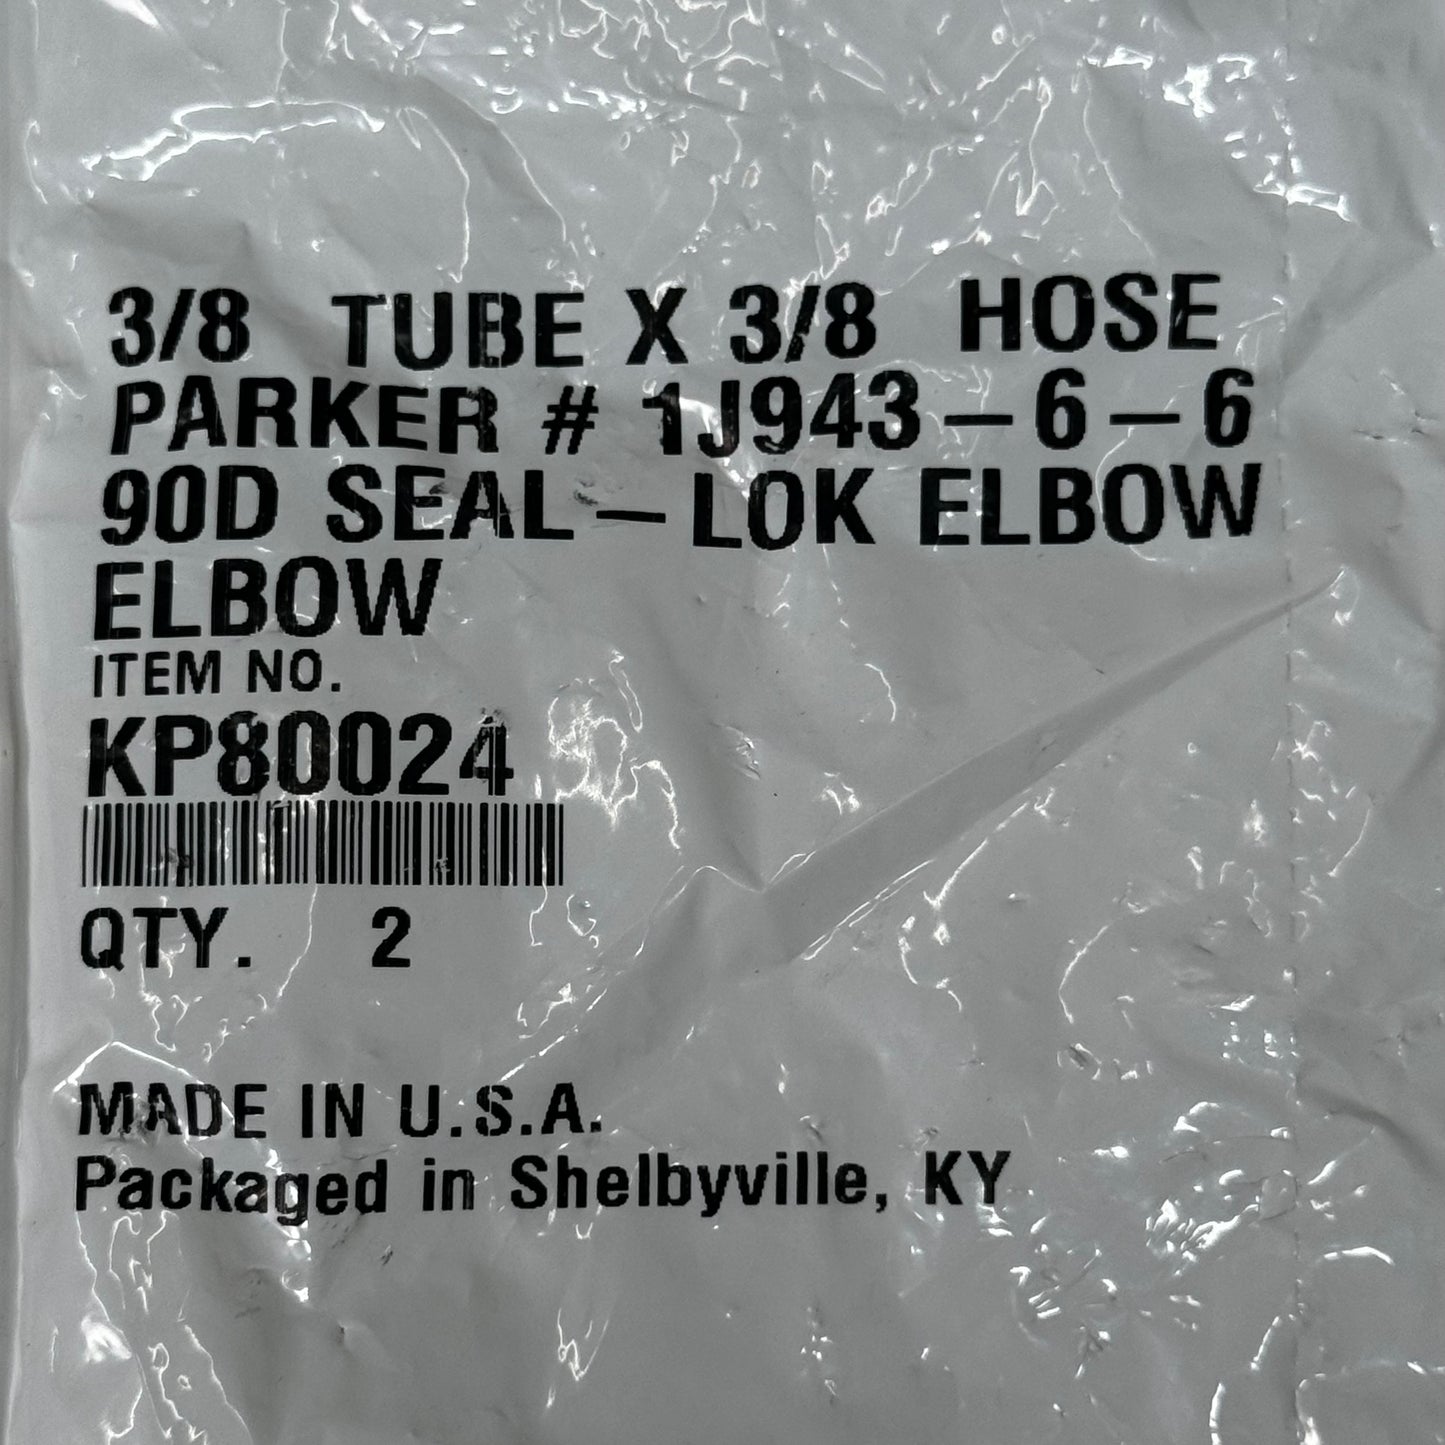 3/8 TUBE X 3/8 HOSE
PARKER # 1J943-6-6
90D SEAL-LOK ELBOW
ELBOW
ITEM NO.
KP80024
QTY. 2
MADE IN U.S.A.
Packaged in Shelbyville, KY